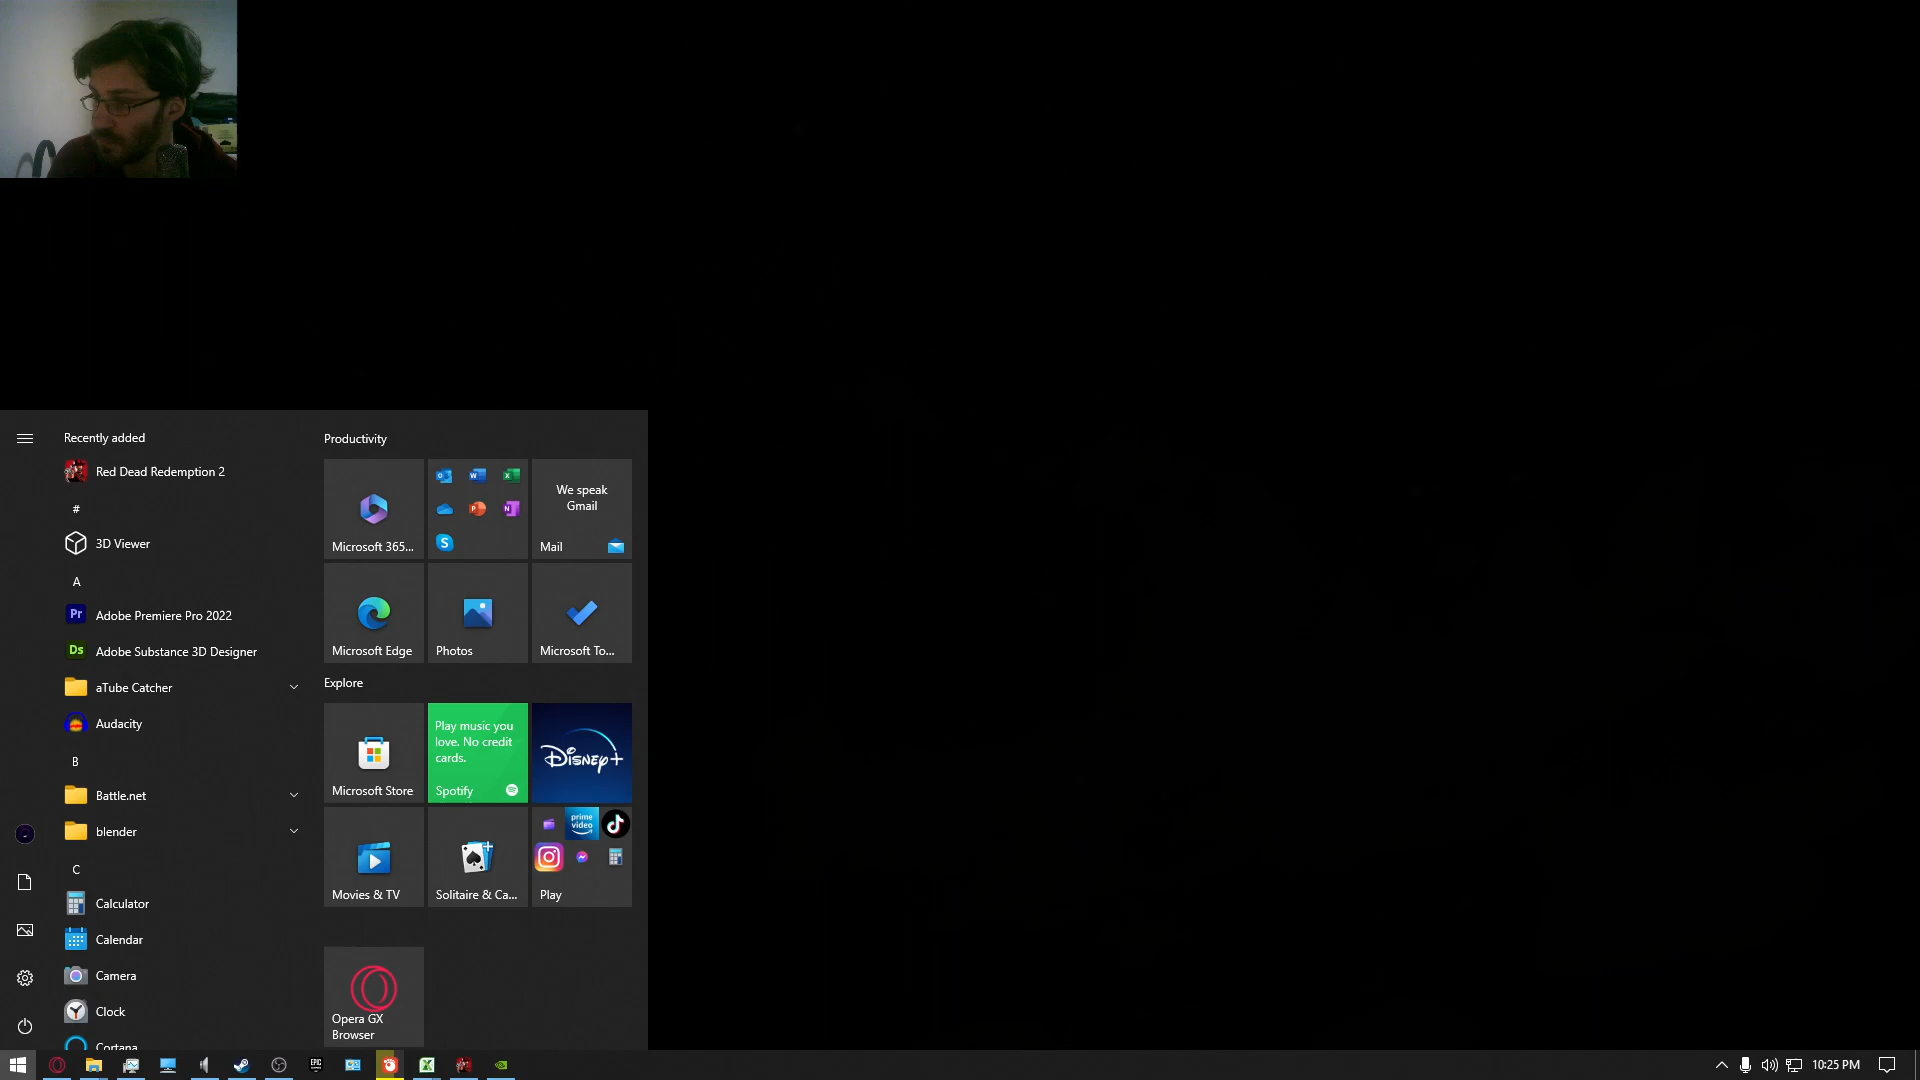 Recently added
Red Dead Redemption 2
#
3D Viewer
A
Pr Adobe Premiere Pro 2022
Ds Adobe Substance 3D Designer
aTube Catcher
Audacity
B
Battle.net
blender
C
Calculator
Calendar
Camera
Clock
Cortana
Productivity
Microsoft 365...
We speak
Gmail
Mail
Microsoft Edge
Photos
Microsoft To...
Explore
Microsoft Store
Play music you
love. No credit
cards.
Spotify
Disney+
Movies & TV
Solitaire & Ca...
prime
video
Play
Opera GX
Browser
EPIC
10:25 PM